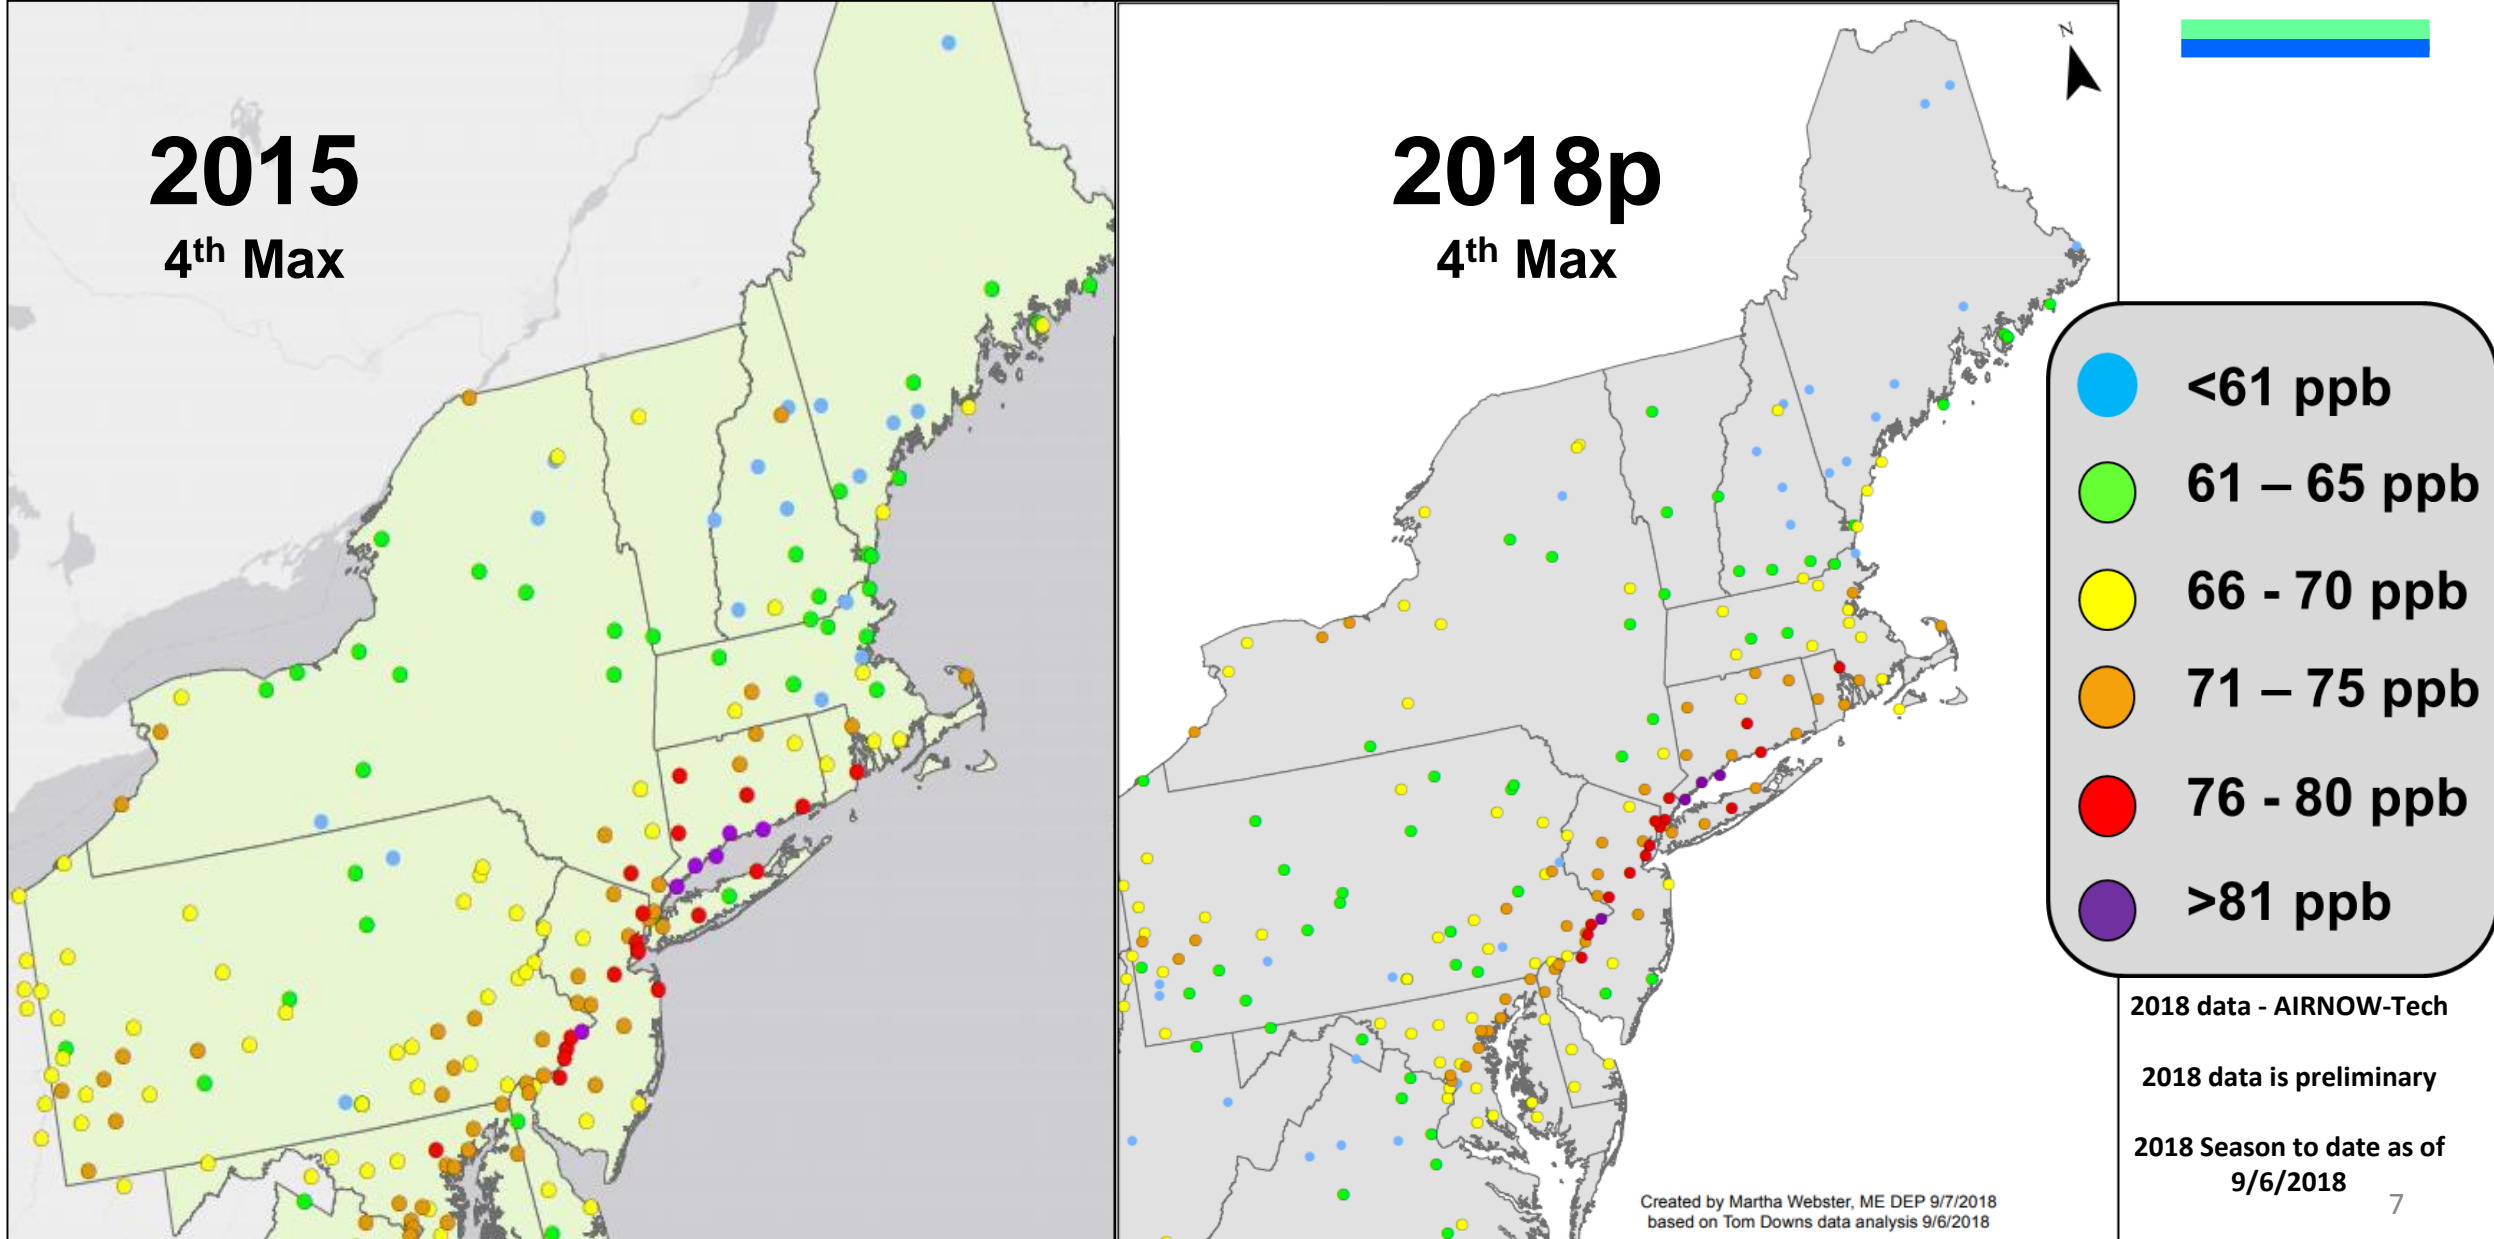 2015
4th Max
2018p
4th Max
N
<61 ppb
61 – 65 ppb
66 - 70 ppb
71 – 75 ppb
76 - 80 ppb
>81 ppb
2018 data - AIRNOW-Tech
2018 data is preliminary
2018 Season to date as of
9/6/2018
7
Created by Martha Webster, ME DEP 9/7/2018
based on Tom Downs data analysis 9/6/2018